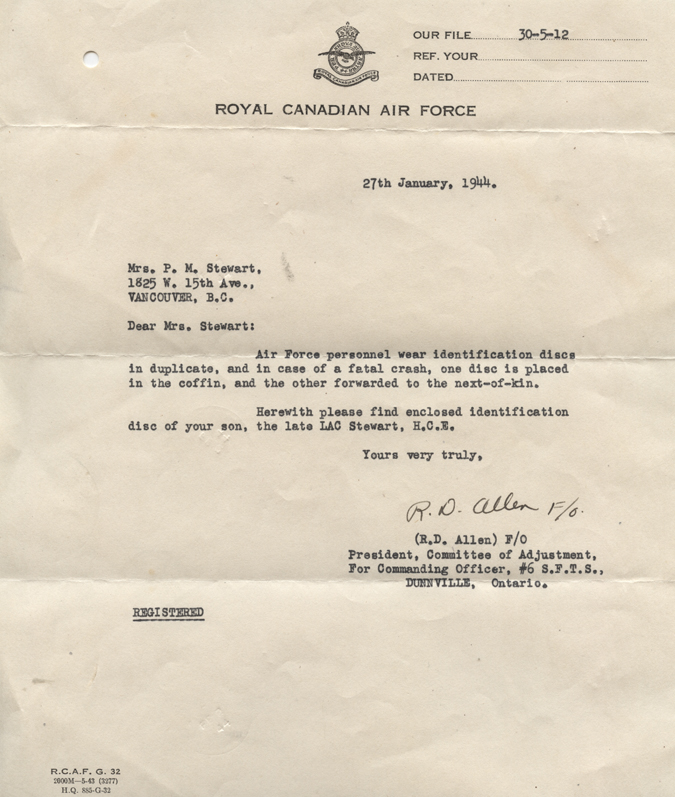 OUR FILE 30-5-12
REF. YOUR
DATED
ROYAL CANADIAN AIR FORCE
27th January, 1944.
Mrs. P. M. Stewart,
1825 W. 15th Ave.,
VANCOUVER, B.C.
Dear Mrs. Stewart:
Air Force personnel wear identification discs
in duplicate, and in case of a fatal crash, one disc is placed
in the coffin, and the other forwarded to the next-of-kin.
Herewith please find enclosed identification
disc of your son, the late LAC Stewart, H.C.E.
Yours very truly,
R. D. Allen F/O.
(R.D. Allen) F/O
President, Committee of Adjustment,
For Commanding Officer, #6 S.F.T.S.,
DUNNVILLE, Ontario.
REGISTERED
R.C.A.F. G. 32
2000M—5-43 (3277)
H.Q. 885-G-32